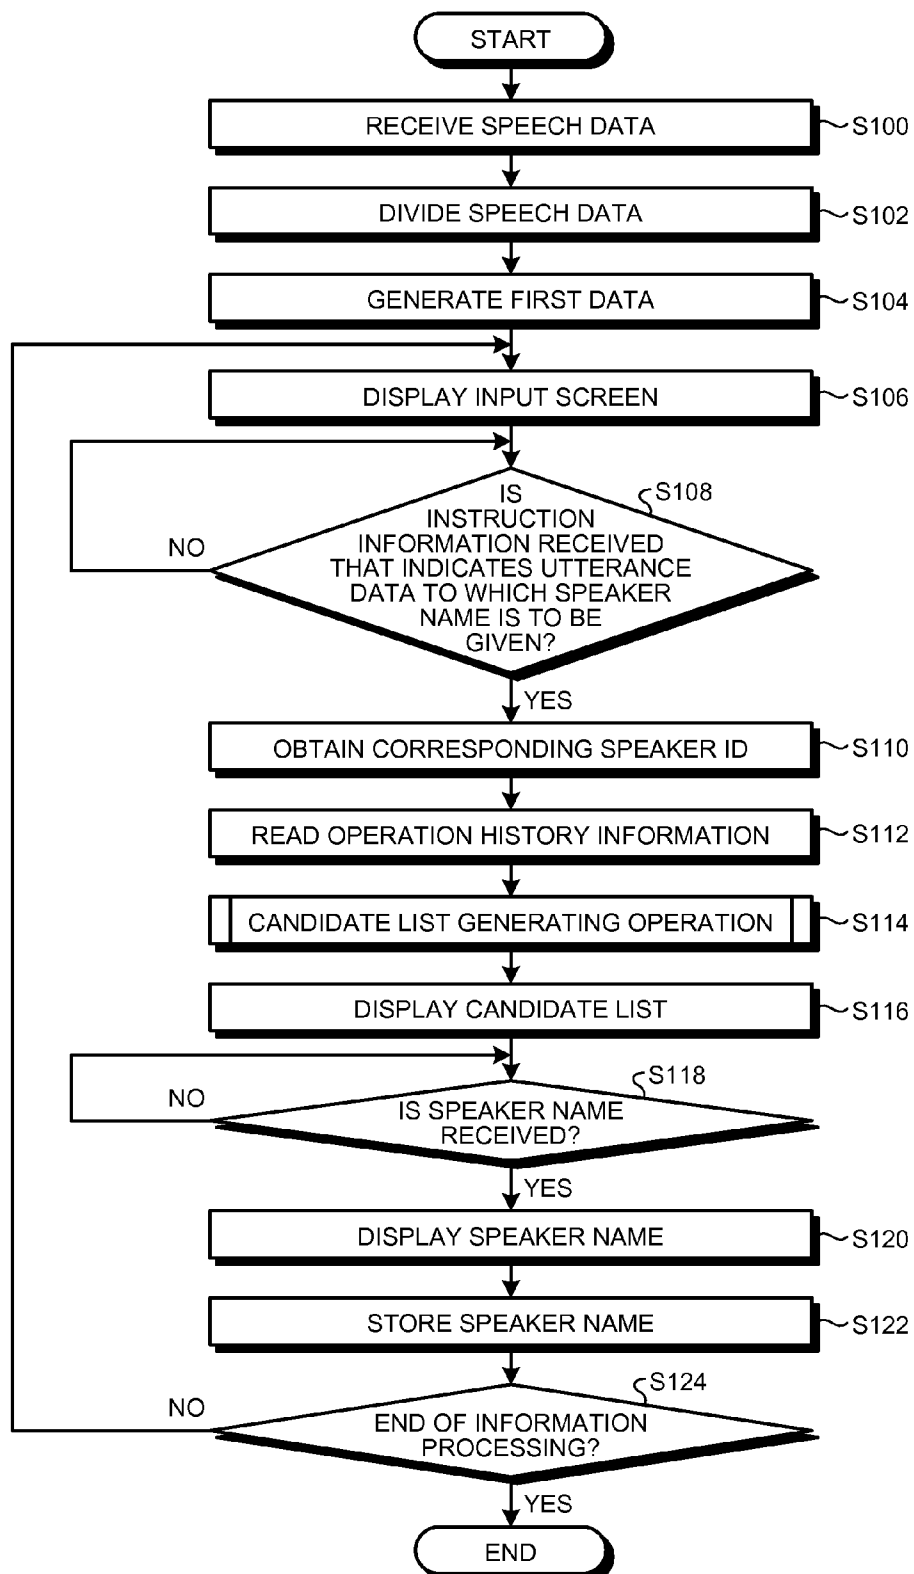 START
RECEIVE SPEECH DATA
S100
DIVIDE SPEECH DATA
S102
GENERATE FIRST DATA
S104
DISPLAY INPUT SCREEN
S106
S108
IS
INSTRUCTION
INFORMATION RECEIVED
THAT INDICATES UTTERANCE
DATA TO WHICH SPEAKER
NAME IS TO BE
GIVEN?
NO
YES
OBTAIN CORRESPONDING SPEAKER ID
S110
READ OPERATION HISTORY INFORMATION
S112
CANDIDATE LIST GENERATING OPERATION
S114
DISPLAY CANDIDATE LIST
S116
S118
NO
IS SPEAKER NAME
RECEIVED?
YES
DISPLAY SPEAKER NAME
S120
STORE SPEAKER NAME
S122
S124
NO
END OF INFORMATION
PROCESSING?
YES
END